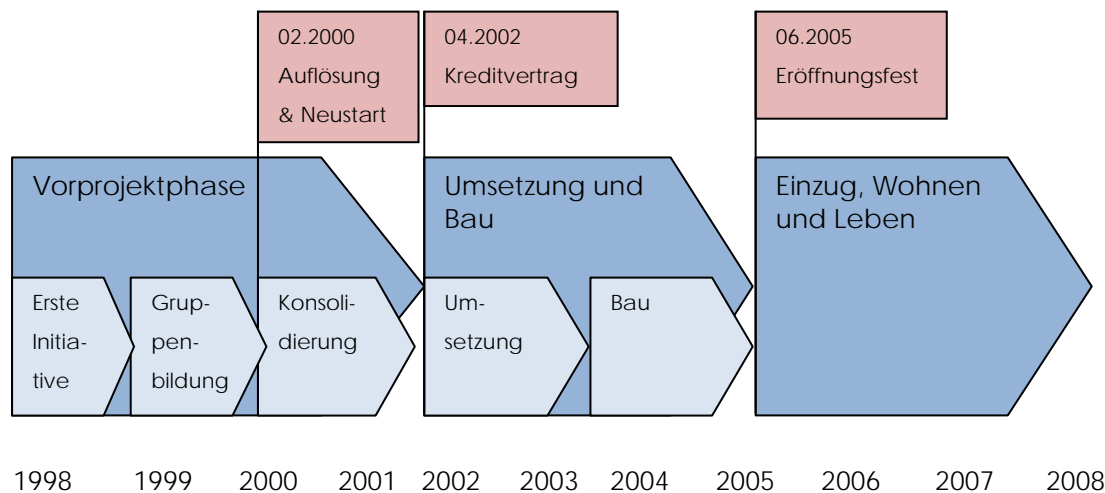 02.2000
Auflösung
& Neustart
04.2002
Kreditvertrag
06.2005
Eröffnungsfest
Vorprojektphase
Umsetzung und
Bau
Einzug, Wohnen
und Leben
Erste
Initia-
tive
Grup-
pen-
bildung
Konsoli-
dierung
Um-
setzung
Bau
1998 1999 2000 2001 2002 2003 2004 2005 2006 2007 2008